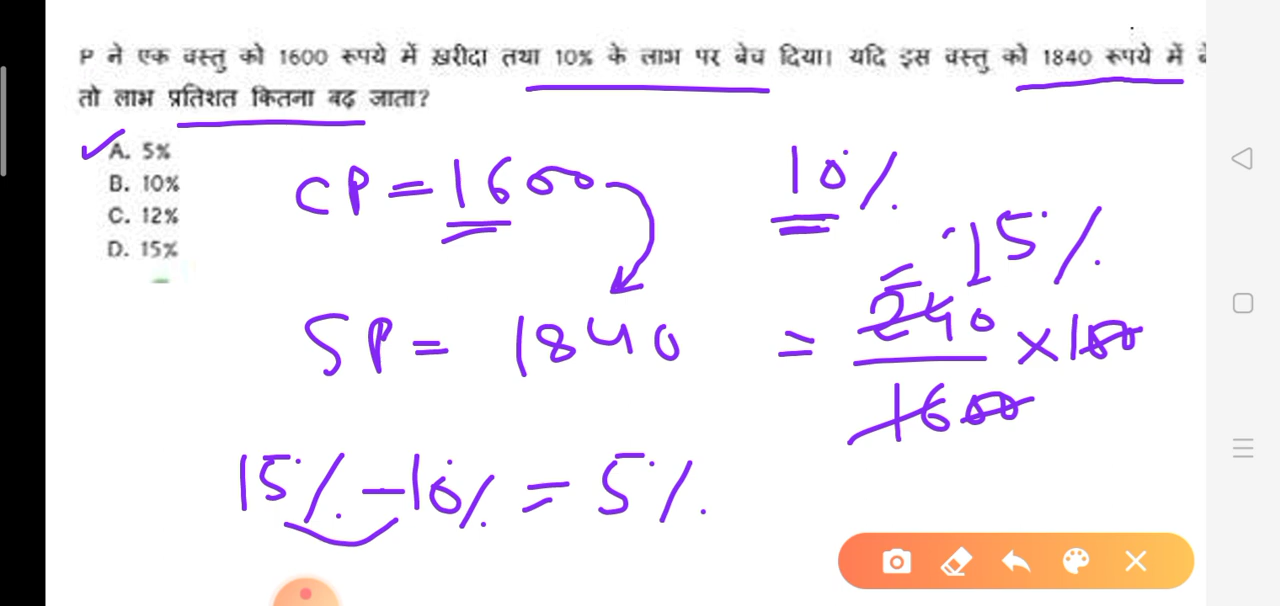 P ने एक वस्तु को 1600 रूपये में ख़रीदा तथा 10% के लाभ पर बेच दिया। यदि इस वस्तु को 1840 रूपये में
तो लाभ प्रतिशत कितना बढ़ जाता?
A. 5%
B. 10%
C. 12%
D. 15%
CP = 1600
10%
= 15%
SP = 1840
= 240 × 100
1600
15% - 10% = 5%.